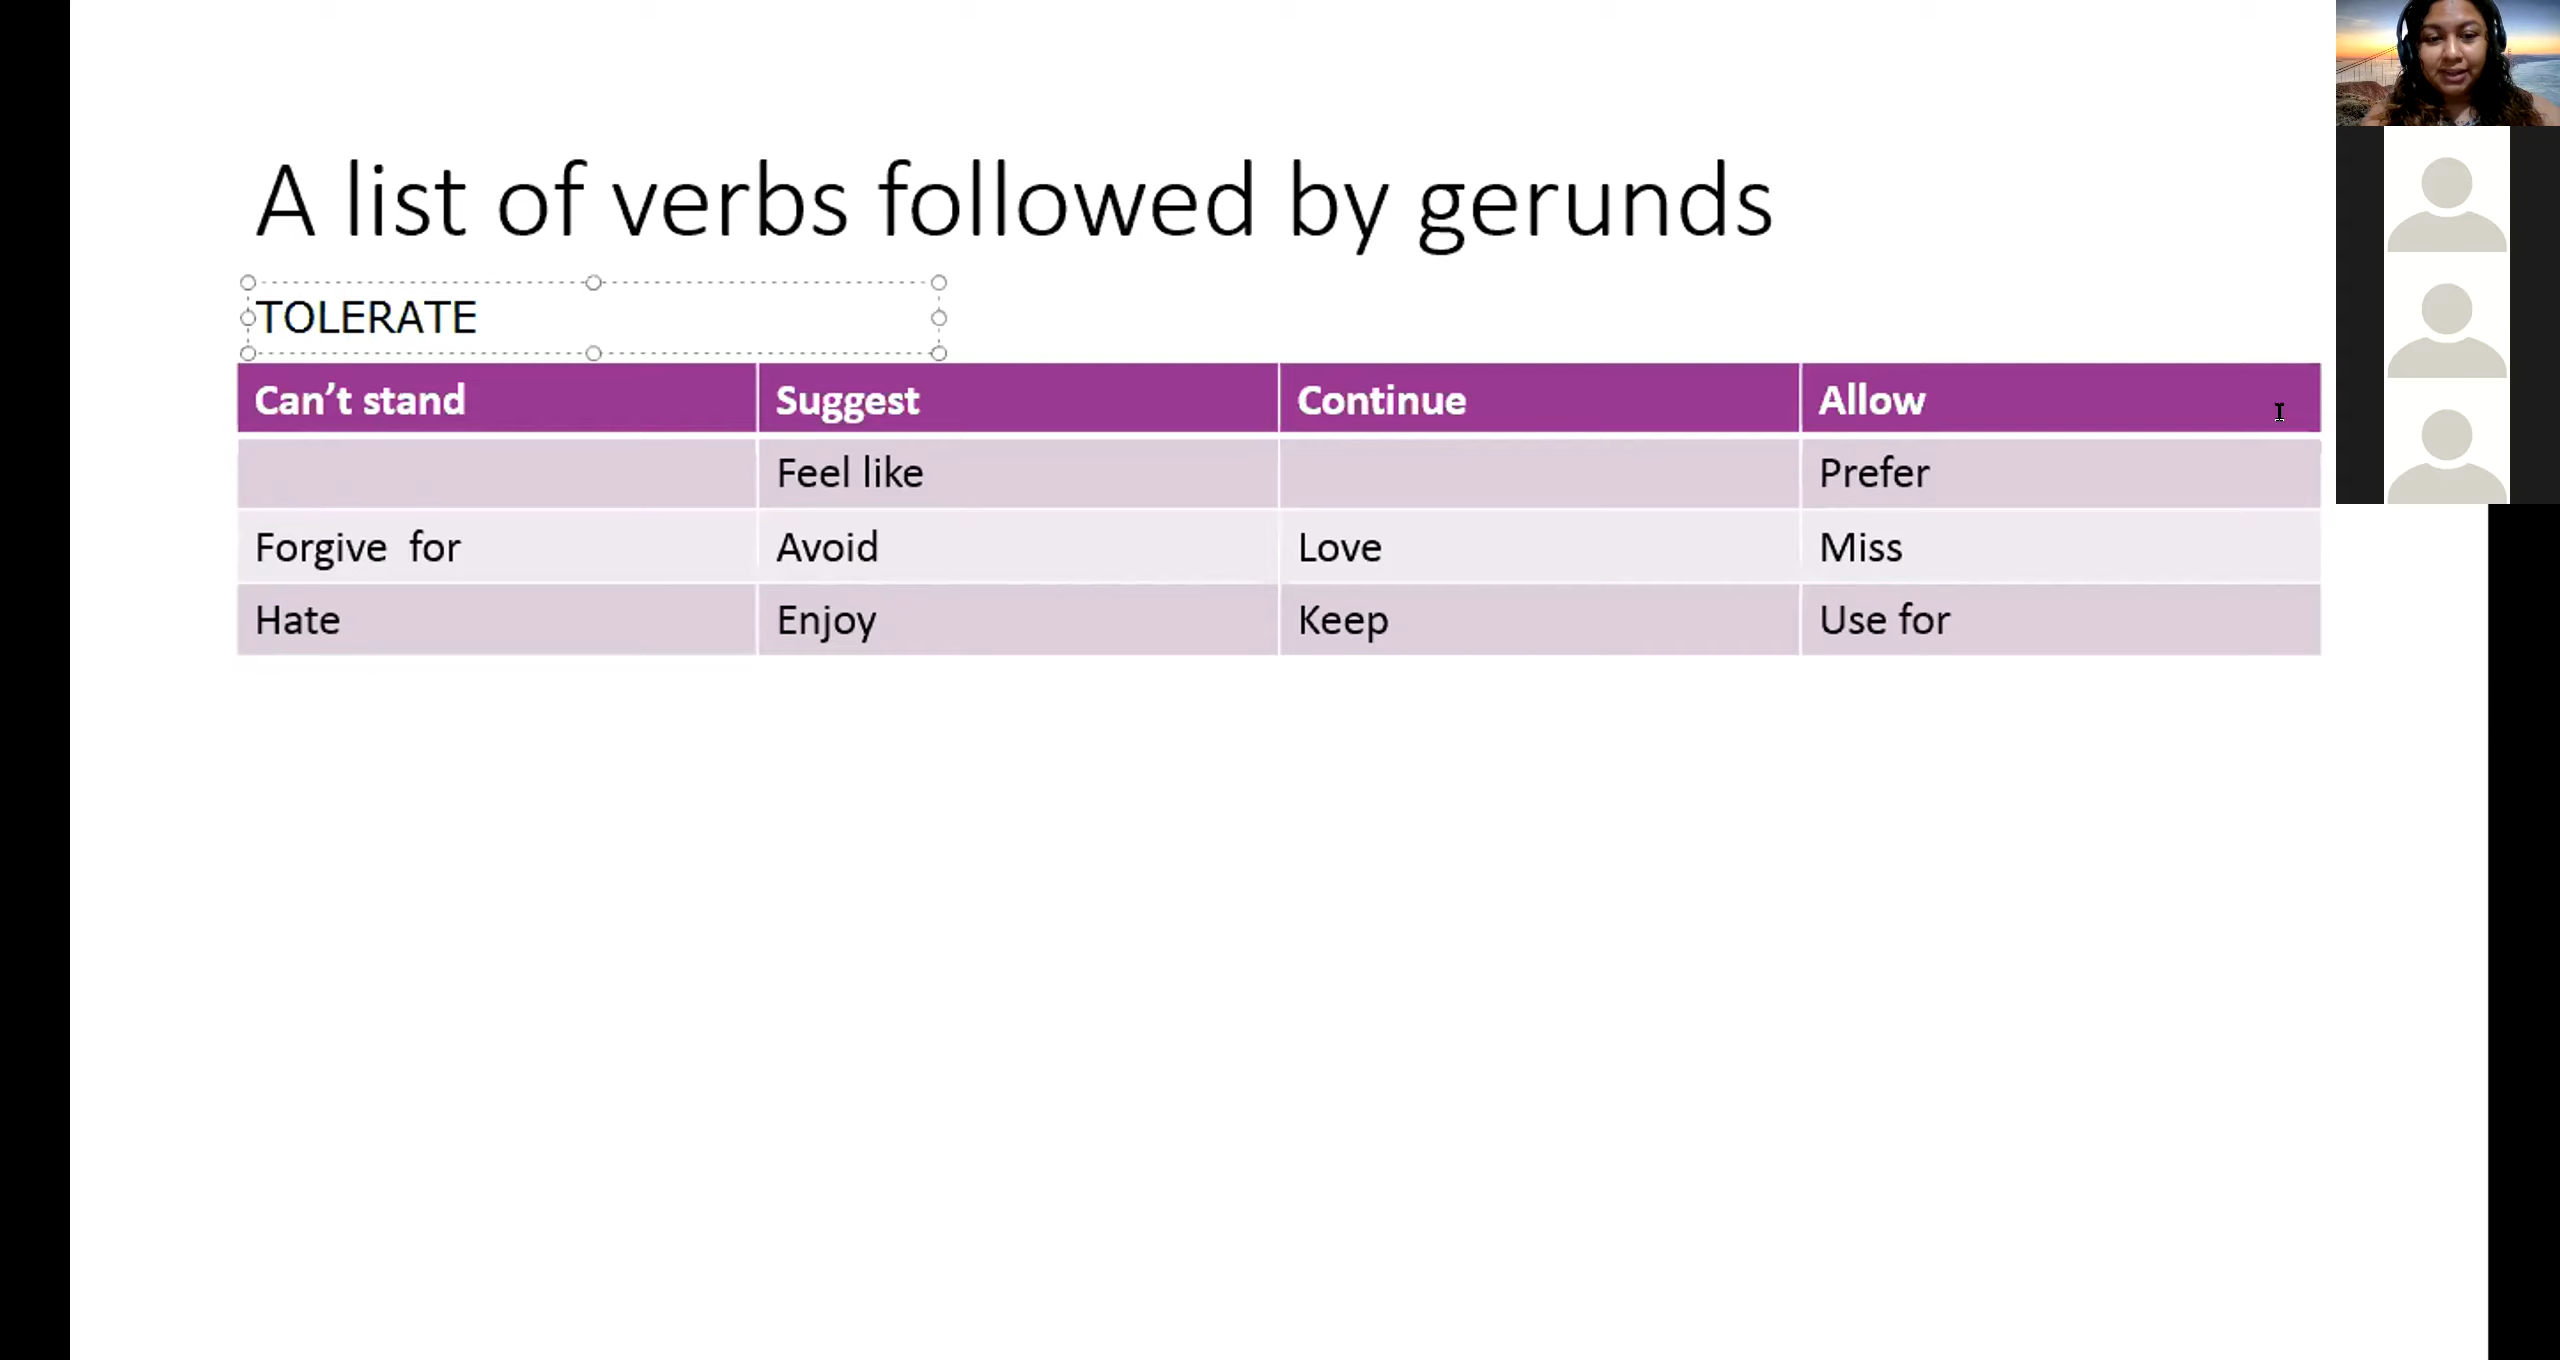 A list of verbs followed by gerunds
TOLERATE
Can’t stand Suggest Continue Allow
Feel like Prefer
Forgive  for Avoid Love Miss
Hate Enjoy Keep Use for